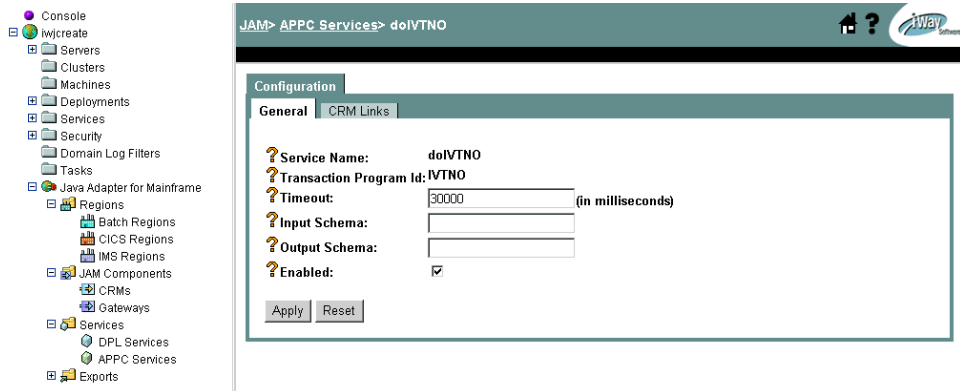 Console
iwjcreate
Servers
Clusters
Machines
Deployments
Services
Security
Domain Log Filters
Tasks
Java Adapter for Mainframe
Regions
Batch Regions
CICS Regions
IMS Regions
JAM Components
CRMs
Gateways
Services
DPL Services
APPC Services
Exports
JAM> APPC Services> doIVTNO
? iWay Software
Configuration
General CRM Links
? Service Name: doIVTNO
? Transaction Program Id: IVTNO
? Timeout: 30000 (in milliseconds)
? Input Schema:
? Output Schema:
? Enabled:
Apply Reset